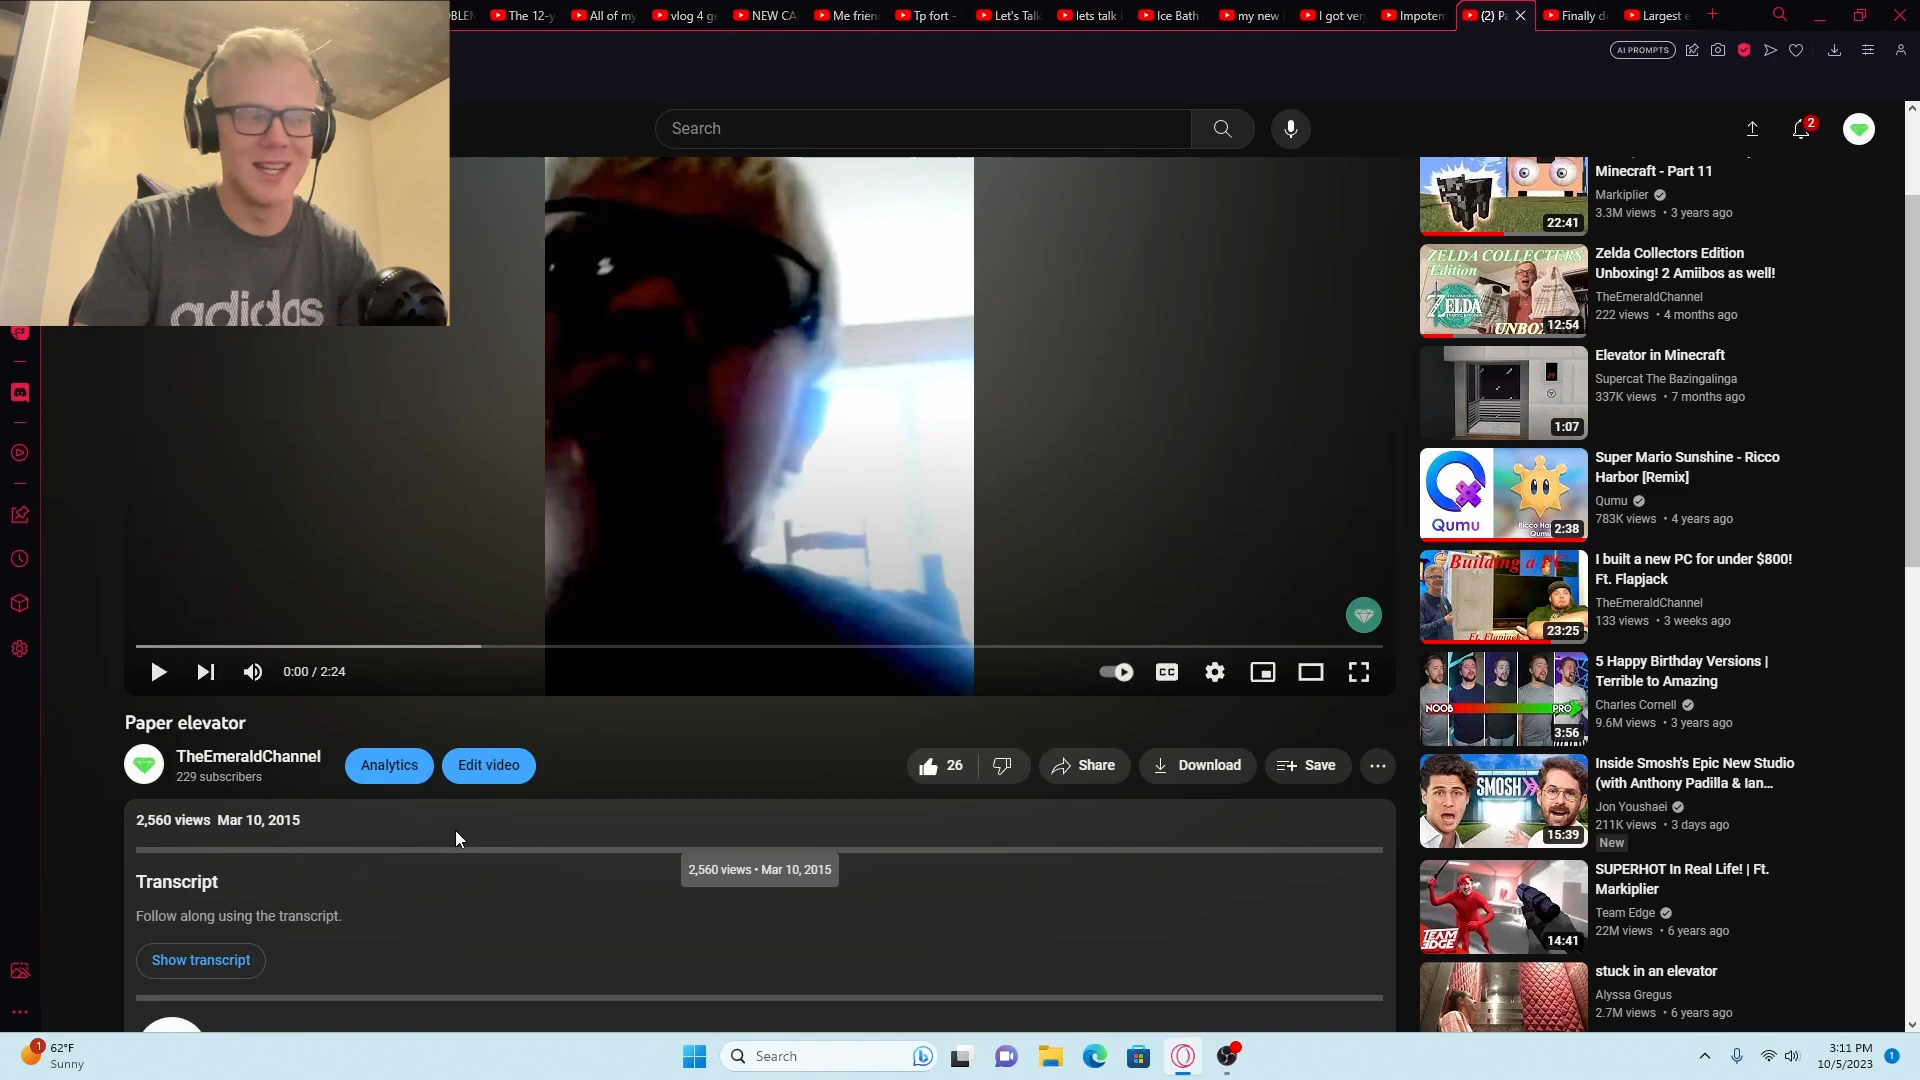 The 12-y
All of my
vlog 4 ge
NEW CA
Me frien
Tp fort -
Let's Talk
lets talk
Ice Bath
my new
I got ver
Impoten
(2) Pa
Finally d
Largest e
AI PROMPTS
Search
2
adidas
Minecraft - Part 11
Markiplier
3.3M views • 3 years ago
22:41
ZELDA COLLECTERS
Edition
ZELDA
UNBO
12:54
Zelda Collectors Edition
Unboxing! 2 Amiibos as well!
TheEmeraldChannel
222 views • 4 months ago
Elevator in Minecraft
Supercat The Bazingalinga
337K views • 7 months ago
1:07
Super Mario Sunshine - Ricco
Harbor [Remix]
Qumu
783K views • 4 years ago
Qumu
Ricco Ha
Qumu
2:38
Building a PC
Ft. Flapjack
23:25
I built a new PC for under $800!
Ft. Flapjack
TheEmeraldChannel
133 views • 3 weeks ago
NOOB
PRO
3:56
5 Happy Birthday Versions |
Terrible to Amazing
Charles Cornell
9.6M views • 3 years ago
SMOSH
15:39
Inside Smosh's Epic New Studio
(with Anthony Padilla & Ian...
Jon Youshaei
211K views • 3 days ago
New
TEAM
EDGE
14:41
SUPERHOT In Real Life! | Ft.
Markiplier
Team Edge
22M views • 6 years ago
stuck in an elevator
Alyssa Gregus
2.7M views • 6 years ago
0:00 / 2:24
CC
Paper elevator
TheEmeraldChannel
229 subscribers
Analytics
Edit video
26
Share
Download
Save
2,560 views Mar 10, 2015
2,560 views • Mar 10, 2015
Transcript
Follow along using the transcript.
Show transcript
1
62°F
Sunny
Search
3:11 PM
10/5/2023
1